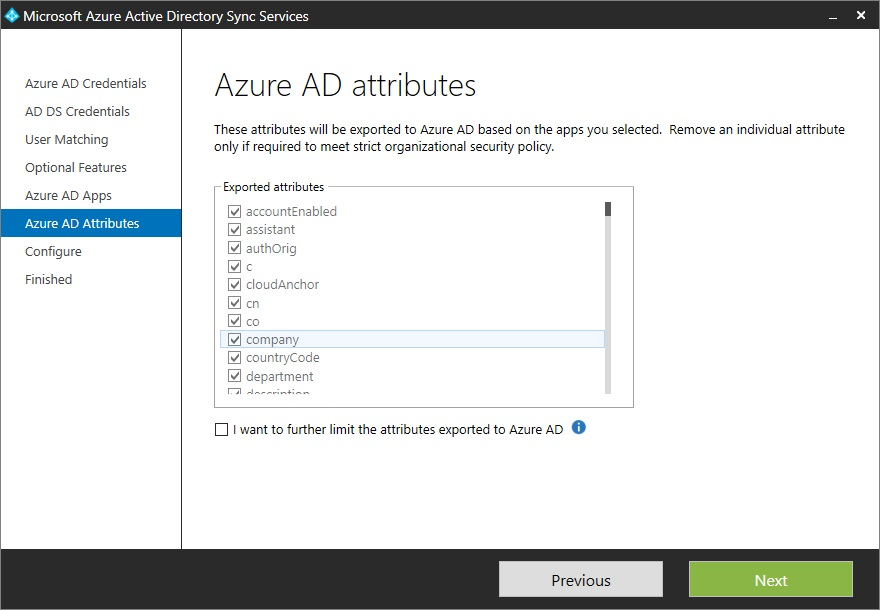 Microsoft Azure Active Directory Sync Services
Azure AD Credentials
AD DS Credentials
User Matching
Optional Features
Azure AD Apps
Azure AD Attributes
Configure
Finished
Azure AD attributes
These attributes will be exported to Azure AD based on the apps you selected.  Remove an individual attribute
only if required to meet strict organizational security policy.
Exported attributes
accountEnabled
assistant
authOrig
c
cloudAnchor
cn
co
company
countryCode
department
description
I want to further limit the attributes exported to Azure AD
Previous
Next